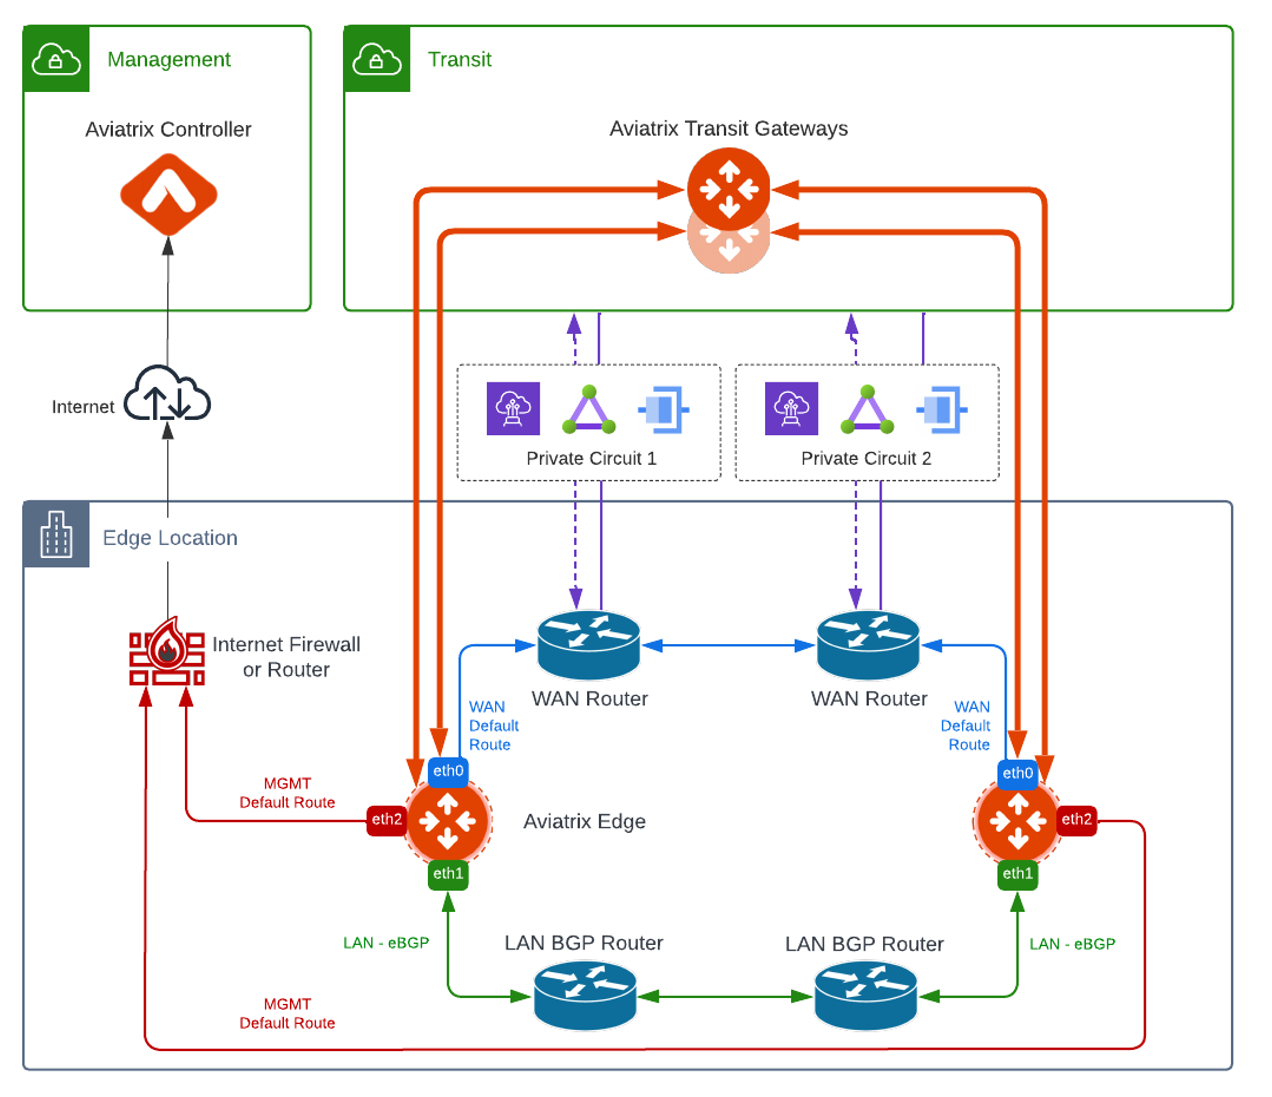 Management
Transit
Aviatrix Controller
Aviatrix Transit Gateways
Internet
Private Circuit 1
Private Circuit 2
Edge Location
Internet Firewall
or Router
WAN Router
WAN Router
WAN
Default
Route
WAN
Default
Route
eth0
eth0
MGMT
Default Route
eth2
Aviatrix Edge
eth2
eth1
eth1
LAN - eBGP
LAN BGP Router
LAN BGP Router
LAN - eBGP
MGMT
Default Route